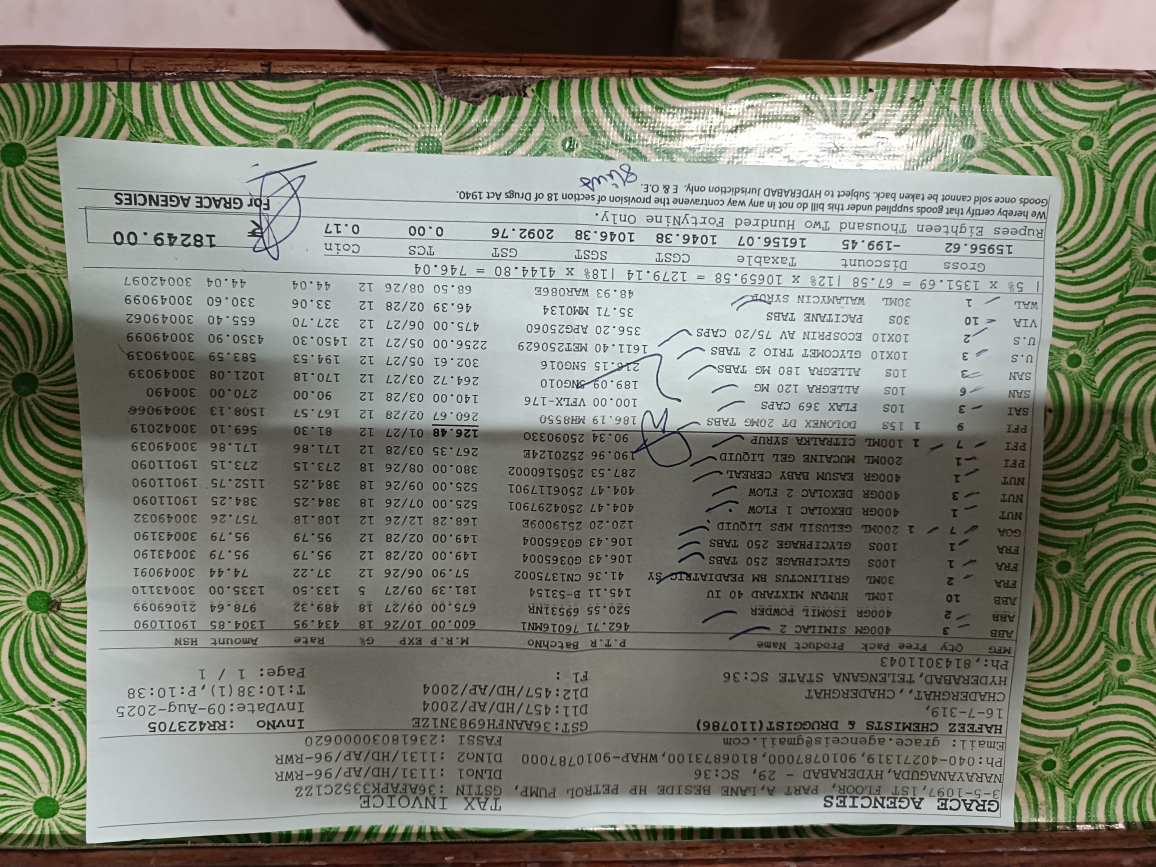 GRACE AGENCIES TAX INVOICE
3-5-1097,1ST FLOOR, PART A,LANE BESIDE HP PETROL PUMP, GSTIN :36AFAPK3352C1ZC
NARAYANAGUDA,HYDERABAD - 29, SC:36 DLNo1 :1131/HD/AP/96-RWR
Ph:040-40271319,9010787000,8106873100,WHAP-9010787000 DLNo2 :1131/HD/AP/96-RWR
Email: grace.agenceis@gmail.com FASSI :23618030000620
HAFEEZ CHEMISTS & DRUGGIST(110786) GST:36AANFH6983N1ZE InvNo :RR423705
16-7-319, Dl1:457/HD/AP/2004 InvDate:09-Aug-2025
CHADERGHAT,, CHADERGHAT Dl2:457/HD/AP/2004 T:10:38(1),P:10:38
HYDERABAD,TELENGANA STATE SC:36 Fl : Page: 1 / 1
Ph:,8143011043
MFG Qty Free Pack Product Name P.T.R BatchNo M.R.P EXP G% Rate Amount HSN
ABB 3 400GM SIMILAC 2 462.71 76016MN1 600.00 10/26 18 434.95 1304.85 19011090
ABB 2 400GR ISOMIL POWDER 520.55 69531NR 675.00 09/27 18 489.32 978.64 21069099
ABB 10 10ML HUMAN MIXTARD 40 IU 145.11 B-53154 181.39 09/27 5 133.50 1335.00 30043110
FRA 2 30ML GRILINCTUS BM PEADIATRIC SY 41.36 CN1375002 57.90 06/26 12 37.22 74.44 30049091
FRA 1 100S GLYCIPHAGE 250 TABS 106.43 G0365004 149.00 02/28 12 95.79 95.79 30043190
FRA 1 100S GLYCIPHAGE 250 TABS 106.43 G0365004 149.00 02/28 12 95.79 95.79 30043190
GOA 7 1 200ML GELUSIL MPS LIQUID 120.20 2519009E 168.28 12/26 12 108.18 757.26 30049032
NUT 1 400GR DEXOLAC 1 FLOW 404.47 2504297901 525.00 07/26 18 384.25 384.25 19011090
NUT 3 400GR DEXOLAC 2 FLOW 404.47 2506117901 525.00 09/26 18 384.25 1152.75 19011090
NUT 1 400GR EASUM BABY CEREAL 287.53 2505160002 380.00 08/26 18 273.15 273.15 19011090
PFI 1 200ML MUCAINE GEL LIQUID 190.96 2520124E 267.35 03/28 12 171.86 171.86 30049039
PFI 7 1 100ML CITRALKA SYRUP 90.34 25090330 126.48 01/27 12 81.30 569.10 30042019
PFI 9 1 15S DOLONEX DT 20MG TABS 186.19 MH8550 260.67 02/28 12 167.57 1508.13 30049066
SAI 3 10S FLAX 369 CAPS 100.00 VFLX-176 140.00 03/28 12 90.00 270.00 300490
SAN 6 10S ALLEGRA 120 MG 189.09 5NG010 264.72 03/27 12 170.18 1021.08 30049039
SAN 3 10S ALLEGRA 180 MG TABS 216.15 5NG016 302.61 05/27 12 194.53 583.59 30049039
U.S 3 10X10 GLYCOMET TRIO 2 TABS 1611.40 MET250629 2256.00 05/27 12 1450.30 4350.90 30049099
U.S 2 10X10 ECOSPRIN AV 75/20 CAPS 356.20 APG25060 475.00 06/27 12 327.70 655.40 30049062
VIA 10 30S PACITANE TABS 35.71 MM0134 46.39 02/28 12 33.06 330.60 30049099
WAL 1 30ML WALAMYCIN SYRUP 48.93 WAROA086E 68.50 08/26 12 44.04 44.04 30042097
| 5% x 1351.69 = 67.58 |12% x 10659.58 = 1279.14 |18% x 4144.80 = 746.04
Gross Discount Taxable CGST SGST GST TCS Coin
15956.62 -199.45 16156.07 1046.38 1046.38 2092.76 0.00 0.17 ₹ 18249.00
Rupees Eighteen Thousand Two Hundred FortyNine Only.
We hereby certify that goods supplied under this bill do not in any way contravene the provision of section 18 of Drugs Act 1940.
Goods once sold cannot be taken back. Subject to HYDERABAD Jurisdiction only, E & O.E.
For GRACE AGENCIES